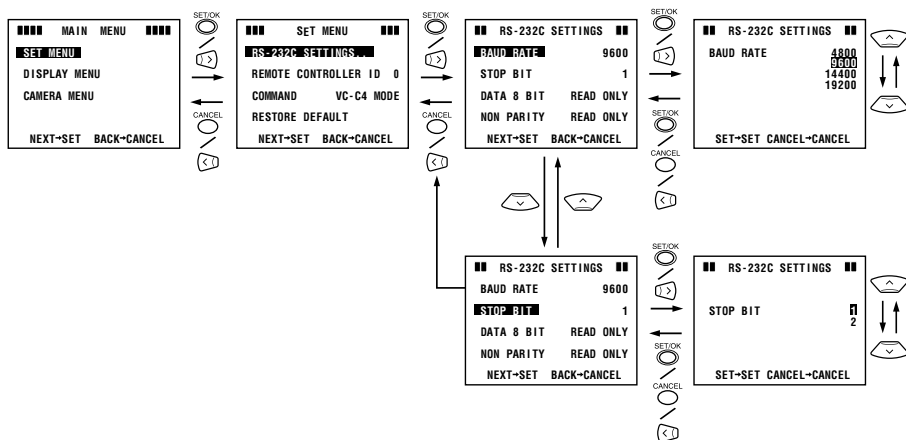 MAIN MENU
SET MENU
DISPLAY MENU
CAMERA MENU
NEXT→SET BACK→CANCEL
SET/OK
CANCEL
SET MENU
RS-232C SETTINGS..
REMOTE CONTROLLER ID 0
COMMAND VC-C4 MODE
RESTORE DEFAULT
NEXT→SET BACK→CANCEL
SET/OK
CANCEL
RS-232C SETTINGS
BAUD RATE 9600
STOP BIT 1
DATA 8 BIT READ ONLY
NON PARITY READ ONLY
NEXT→SET BACK→CANCEL
SET/OK
SET/OK
CANCEL
RS-232C SETTINGS
BAUD RATE 4800
9600
14400
19200
SET→SET CANCEL→CANCEL
RS-232C SETTINGS
BAUD RATE 9600
STOP BIT 1
DATA 8 BIT READ ONLY
NON PARITY READ ONLY
NEXT→SET BACK→CANCEL
SET/OK
SET/OK
CANCEL
RS-232C SETTINGS
STOP BIT 1
2
SET→SET CANCEL→CANCEL